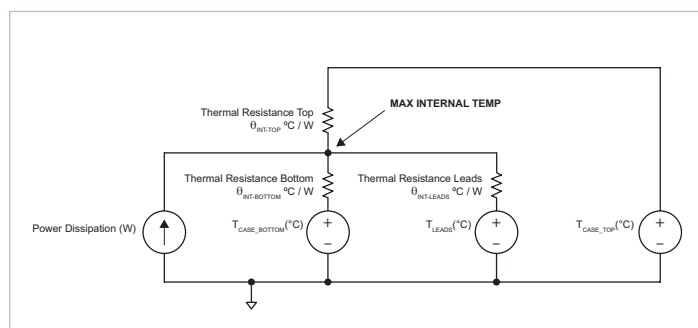 MAX INTERNAL TEMP
Thermal Resistance Top
θINT-TOP ºC / W
Thermal Resistance Bottom
θINT-BOTTOM ºC / W
Thermal Resistance Leads
θINT-LEADS ºC / W
Power Dissipation (W)
TCASE_BOTTOM(°C)
+
–
TLEADS(°C)
+
–
TCASE_TOP(°C)
+
–